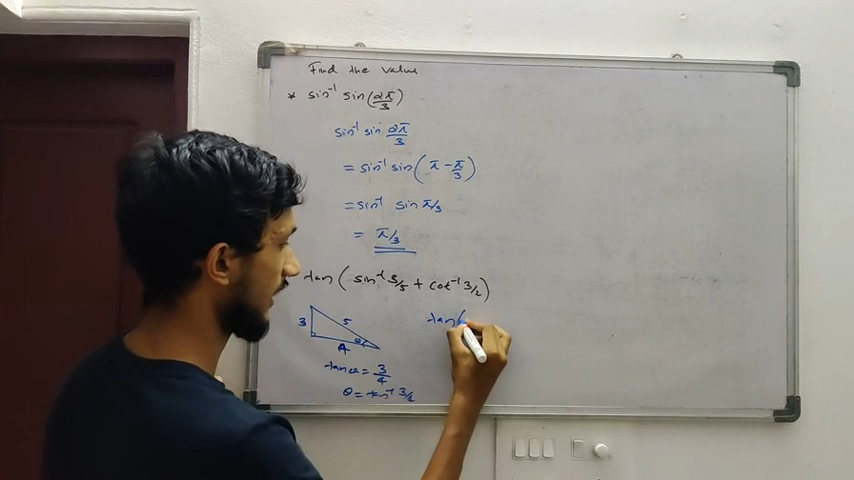 Find the value
* sin⁻¹ sin(2π/3)
sin⁻¹ sin 2π/3
= sin⁻¹ sin(π - π/3)
= sin⁻¹ sin π/3
= π/3
tan(sin⁻¹ 3/5 + cot⁻¹ 3/2)
3 5
4 θ
tan θ = 3/4
θ = tan⁻¹ 3/4
tan(